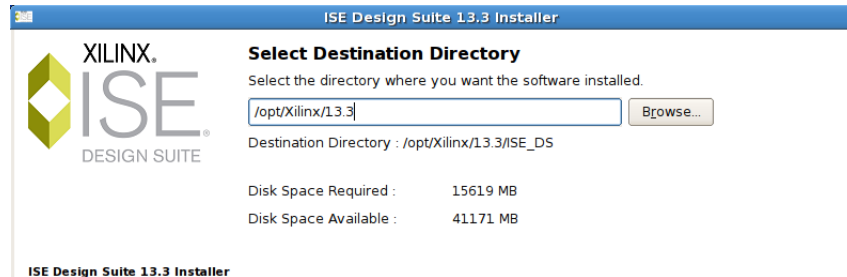 ISE Design Suite 13.3 Installer
XILINX.
ISE.
DESIGN SUITE
Select Destination Directory
Select the directory where you want the software installed.
/opt/Xilinx/13.3
Browse...
Destination Directory : /opt/Xilinx/13.3/ISE_DS
Disk Space Required : 15619 MB
Disk Space Available : 41171 MB
ISE Design Suite 13.3 Installer